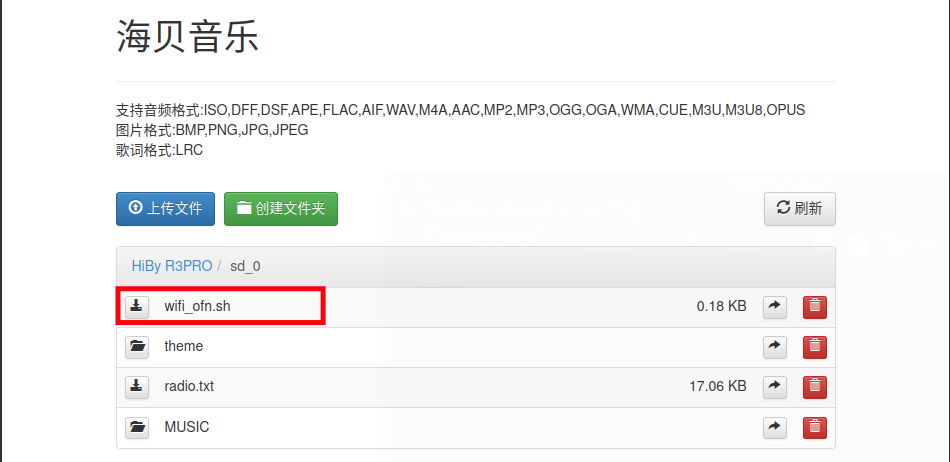 海贝音乐
支持音频格式:ISO,DFF,DSF,APE,FLAC,AIF,WAV,M4A,AAC,MP2,MP3,OGG,OGA,WMA,CUE,M3U,M3U8,OPUS
图片格式:BMP,PNG,JPG,JPEG
歌词格式:LRC
上传文件 创建文件夹 刷新
HiBy R3PRO / sd_0
wifi_ofn.sh 0.18 KB
theme
radio.txt 17.06 KB
MUSIC